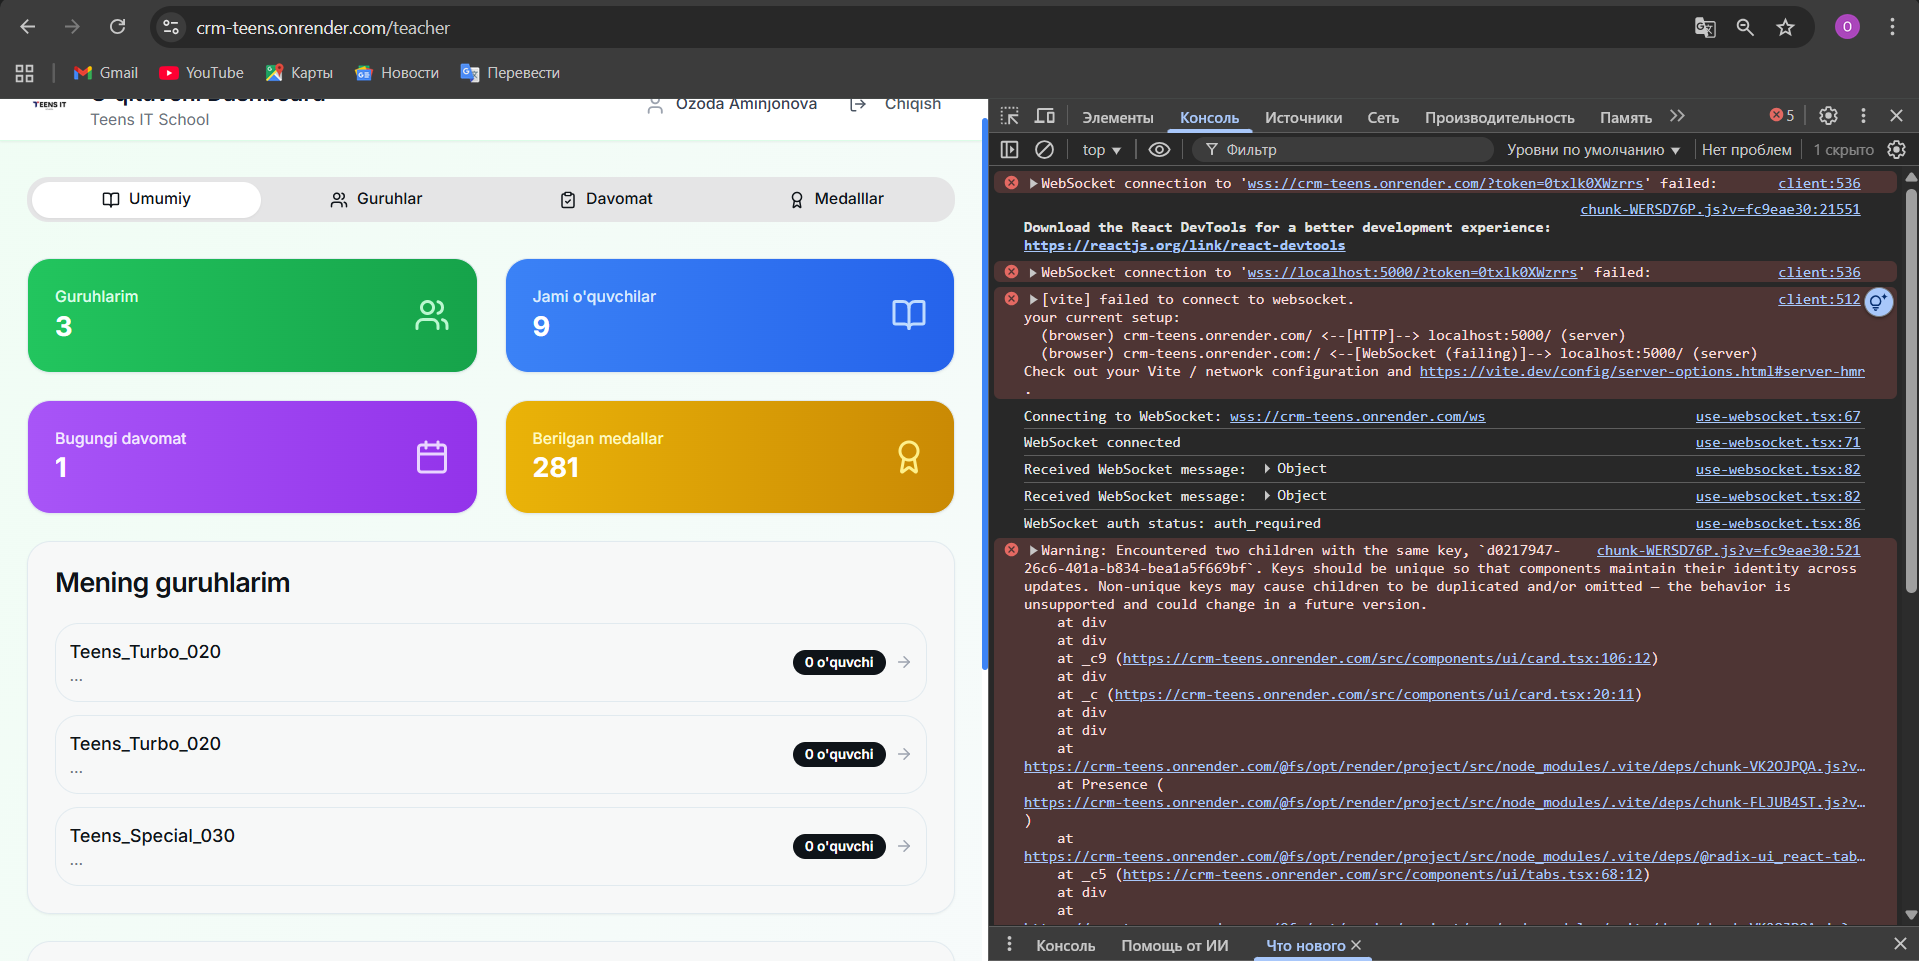 crm-teens.onrender.com/teacher
O
Gmail
YouTube
Карты
Новости
Перевести
TEENS IT
O'qituvchi Dashboard
Teens IT School
Ozoda Aminjonova
Chiqish
Umumiy
Guruhlar
Davomat
Medalllar
Guruhlarim
3
Jami o'quvchilar
9
Bugungi davomat
1
Berilgan medallar
281
Mening guruhlarim
Teens_Turbo_020
...
0 o'quvchi
Teens_Turbo_020
...
0 o'quvchi
Teens_Special_030
...
0 o'quvchi
Элементы
Консоль
Источники
Сеть
Производительность
Память
5
top
Фильтр
Уровни по умолчанию
Нет проблем
1 скрыто
WebSocket connection to 'wss://crm-teens.onrender.com/?token=0txlk0XWzrrs' failed: client:536
chunk-WERSD76P.js?v=fc9eae30:21551
Download the React DevTools for a better development experience:
https://reactjs.org/link/react-devtools
WebSocket connection to 'wss://localhost:5000/?token=0txlk0XWzrrs' failed: client:536
[vite] failed to connect to websocket. client:512
your current setup:
(browser) crm-teens.onrender.com/ <--[HTTP]--> localhost:5000/ (server)
(browser) crm-teens.onrender.com:/ <--[WebSocket (failing)]--> localhost:5000/ (server)
Check out your Vite / network configuration and https://vite.dev/config/server-options.html#server-hmr
.
Connecting to WebSocket: wss://crm-teens.onrender.com/ws use-websocket.tsx:67
WebSocket connected use-websocket.tsx:71
Received WebSocket message: Object use-websocket.tsx:82
Received WebSocket message: Object use-websocket.tsx:82
WebSocket auth status: auth_required use-websocket.tsx:86
Warning: Encountered two children with the same key, `d0217947- chunk-WERSD76P.js?v=fc9eae30:521
26c6-401a-b834-bea1a5f669bf`. Keys should be unique so that components maintain their identity across
updates. Non-unique keys may cause children to be duplicated and/or omitted — the behavior is
unsupported and could change in a future version.
at div
at div
at _c9 (https://crm-teens.onrender.com/src/components/ui/card.tsx:106:12)
at div
at _c (https://crm-teens.onrender.com/src/components/ui/card.tsx:20:11)
at div
at div
at
https://crm-teens.onrender.com/@fs/opt/render/project/src/node_modules/.vite/deps/chunk-VK2OJPQA.js?v…
at Presence (
https://crm-teens.onrender.com/@fs/opt/render/project/src/node_modules/.vite/deps/chunk-FLJUB4ST.js?v…
)
at
https://crm-teens.onrender.com/@fs/opt/render/project/src/node_modules/.vite/deps/@radix-ui_react-tab…
at _c5 (https://crm-teens.onrender.com/src/components/ui/tabs.tsx:68:12)
at div
at
Консоль
Помощь от ИИ
Что нового